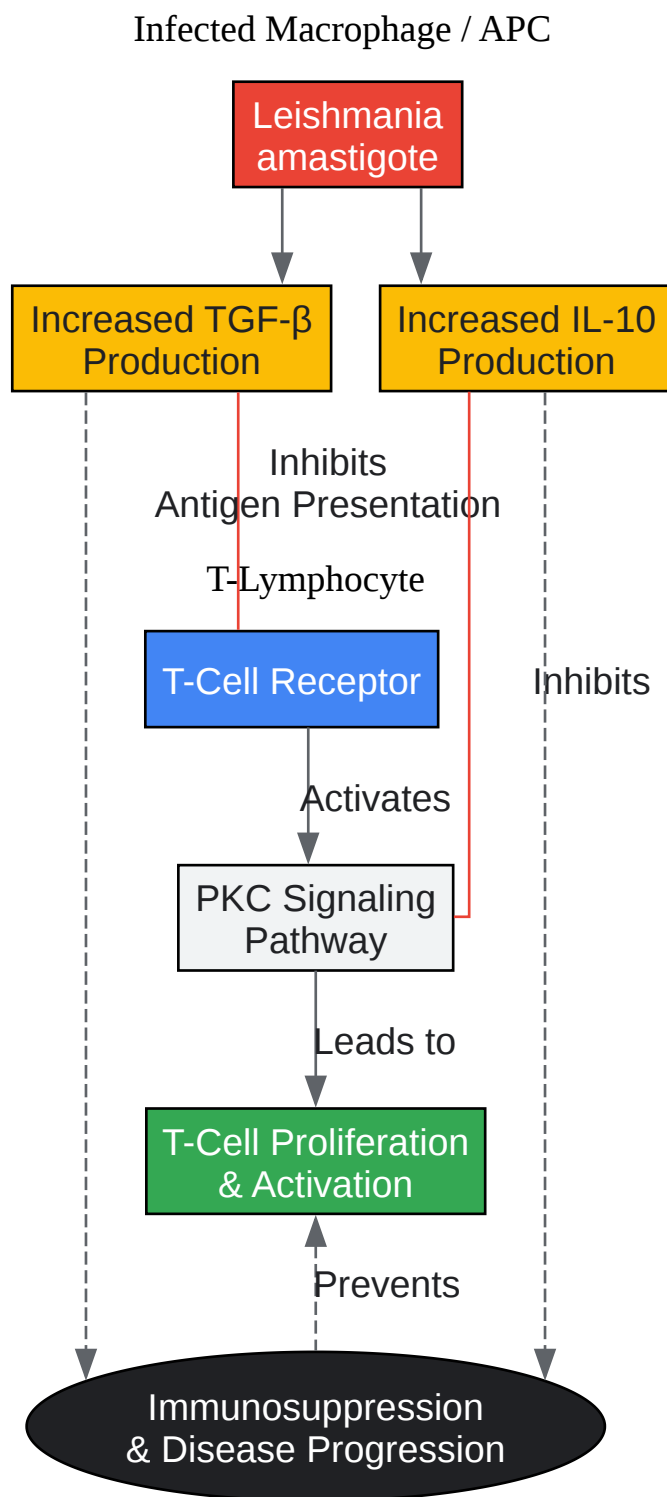 Infected Macrophage / APC
Leishmania
amastigote
Increased TGF-β
Production
Increased IL-10
Production
Inhibits
Antigen Presentation
T-Lymphocyte
T-Cell Receptor
Inhibits
Activates
PKC Signaling
Pathway
Leads to
T-Cell Proliferation
& Activation
Prevents
Immunosuppression
& Disease Progression